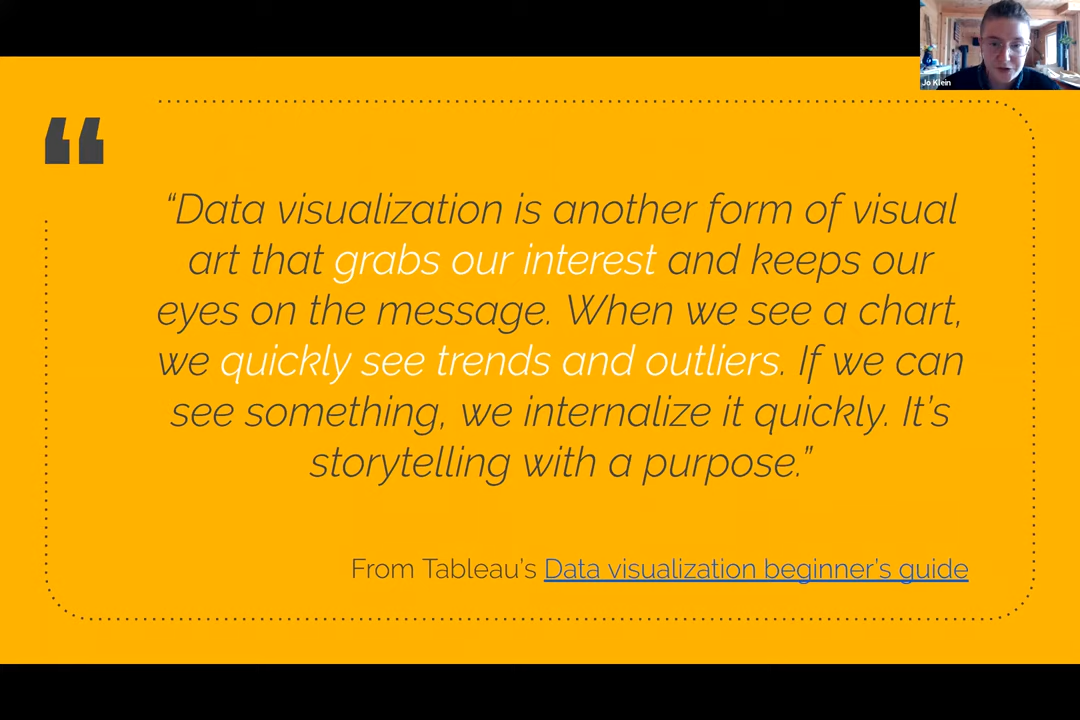 Jo Klein
“
“Data visualization is another form of visual
art that grabs our interest and keeps our
eyes on the message. When we see a chart,
we quickly see trends and outliers. If we can
see something, we internalize it quickly. It’s
storytelling with a purpose.”
From Tableau’s Data visualization beginner’s guide